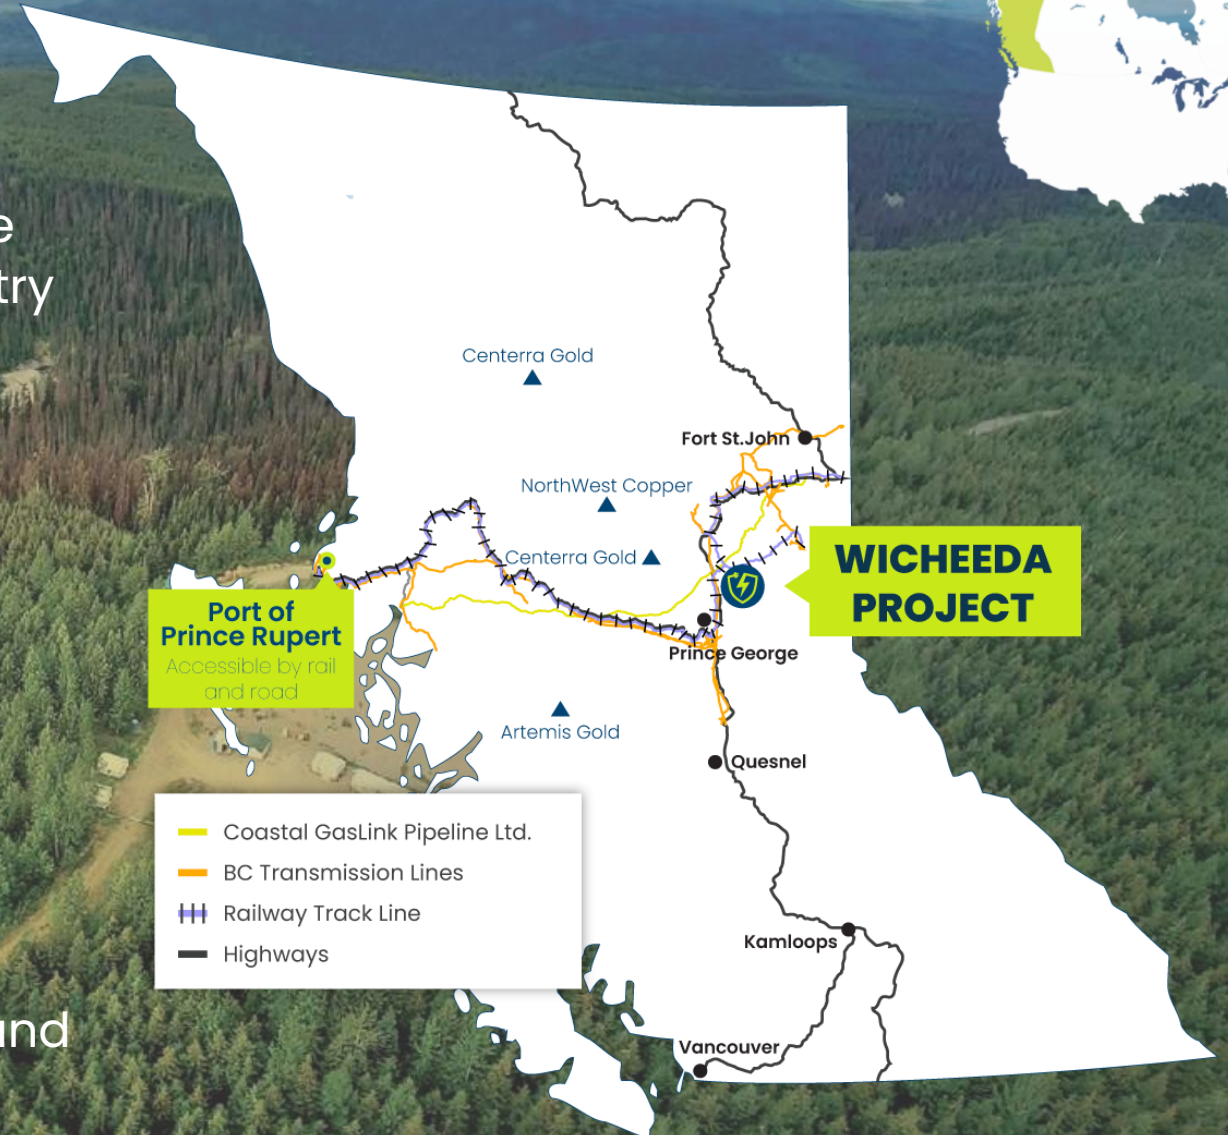 e
try
Centerra Gold
Fort St.John
NorthWest Copper
Centerra Gold
WICHEEDA
PROJECT
Port of
Prince Rupert
Accessible by rail
and road
Prince George
Artemis Gold
Quesnel
Coastal GasLink Pipeline Ltd.
BC Transmission Lines
Railway Track Line
Highways
Kamloops
und
Vancouver